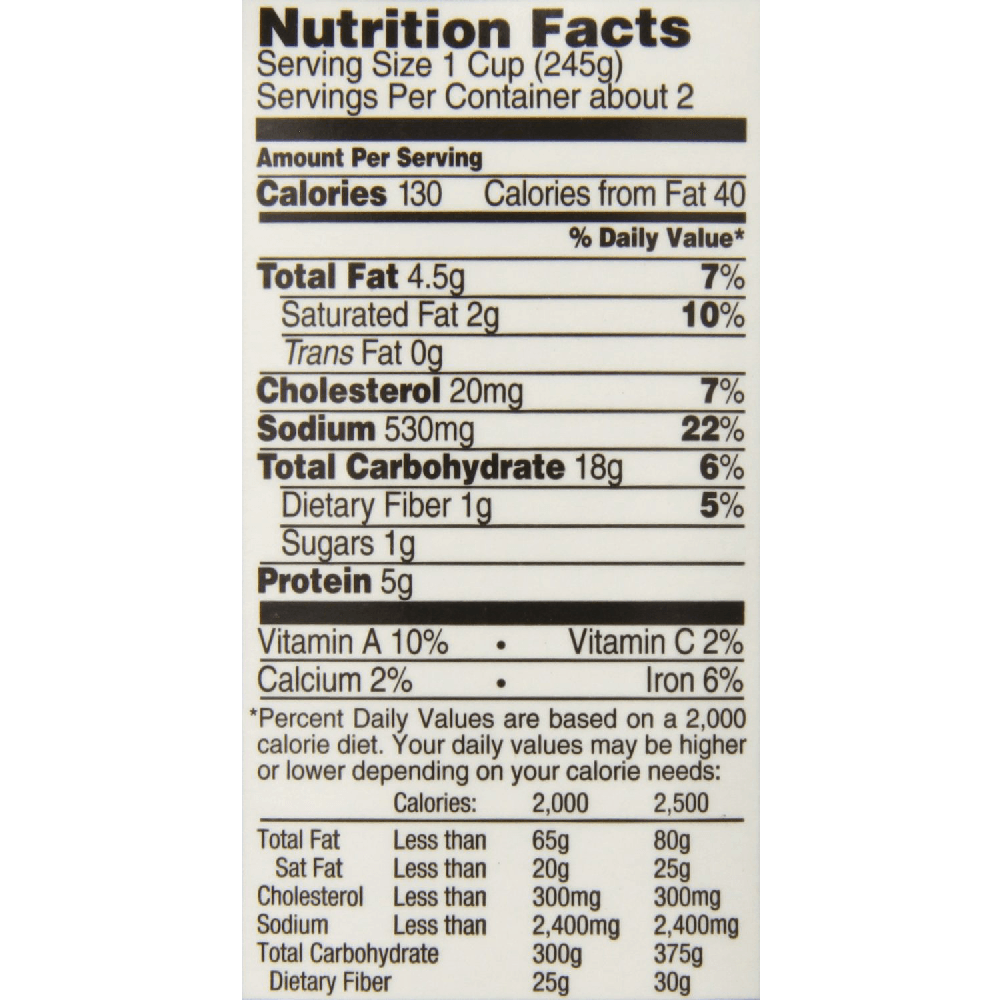 Nutrition Facts
Serving Size 1 Cup (245g)
Servings Per Container about 2
Amount Per Serving
Calories 130 Calories from Fat 40
% Daily Value*
Total Fat 4.5g 7%
Saturated Fat 2g 10%
Trans Fat 0g
Cholesterol 20mg 7%
Sodium 530mg 22%
Total Carbohydrate 18g 6%
Dietary Fiber 1g 5%
Sugars 1g
Protein 5g
Vitamin A 10% • Vitamin C 2%
Calcium 2% • Iron 6%
*Percent Daily Values are based on a 2,000
calorie diet. Your daily values may be higher
or lower depending on your calorie needs:
Calories: 2,000 2,500
Total Fat Less than 65g 80g
Sat Fat Less than 20g 25g
Cholesterol Less than 300mg 300mg
Sodium Less than 2,400mg 2,400mg
Total Carbohydrate 300g 375g
Dietary Fiber 25g 30g